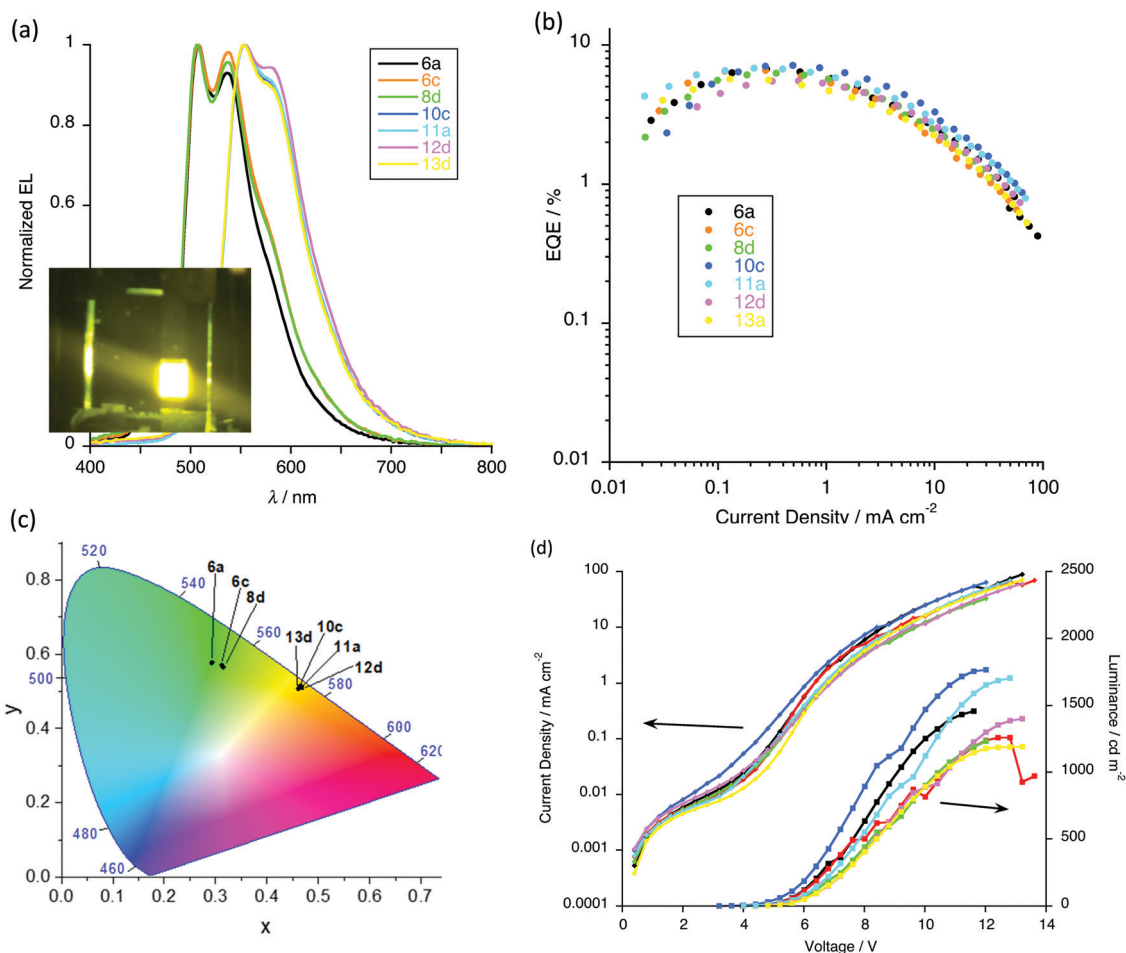 (a)
1
0.8
0.6
0
Normalized EL
400
500
600
700
800
λ / nm
6a
6c
8d
10c
11a
12d
13d
(b)
10
1
0.1
0.01
EQE / %
0.01
0.1
1
10
100
Current Density / mA cm-2
6a
6c
8d
10c
11a
12d
13a
(c)
0.8
0.6
0.4
0.2
0.0
y
0.0
0.1
0.2
0.3
0.4
0.5
0.6
0.7
x
520
540
560
580
600
620
500
480
460
6a
6c
8d
13d
10c
11a
12d
(d)
100
10
1
0.1
0.01
0.001
0.0001
Current Density / mA cm-2
0
2
4
6
8
10
12
14
Voltage / V
2500
2000
1500
1000
500
0
Luminance / cd m-2